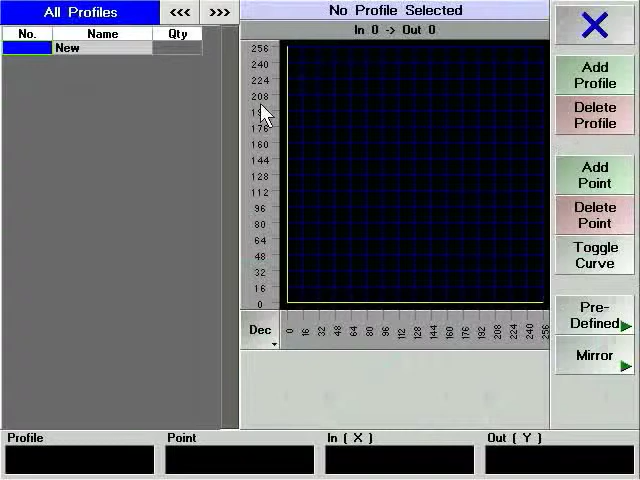 All Profiles
<<<
>>>
No Profile Selected
No.
Name
Qty
In 0 -> Out 0
New
256
240
224
208
176
160
144
128
112
96
80
64
48
32
16
0
Dec
0
16
32
48
64
80
96
112
128
144
160
176
192
208
224
240
256
Add
Profile
Delete
Profile
Add
Point
Delete
Point
Toggle
Curve
Pre-
Defined
Mirror
Profile
Point
In ( X )
Out ( Y )